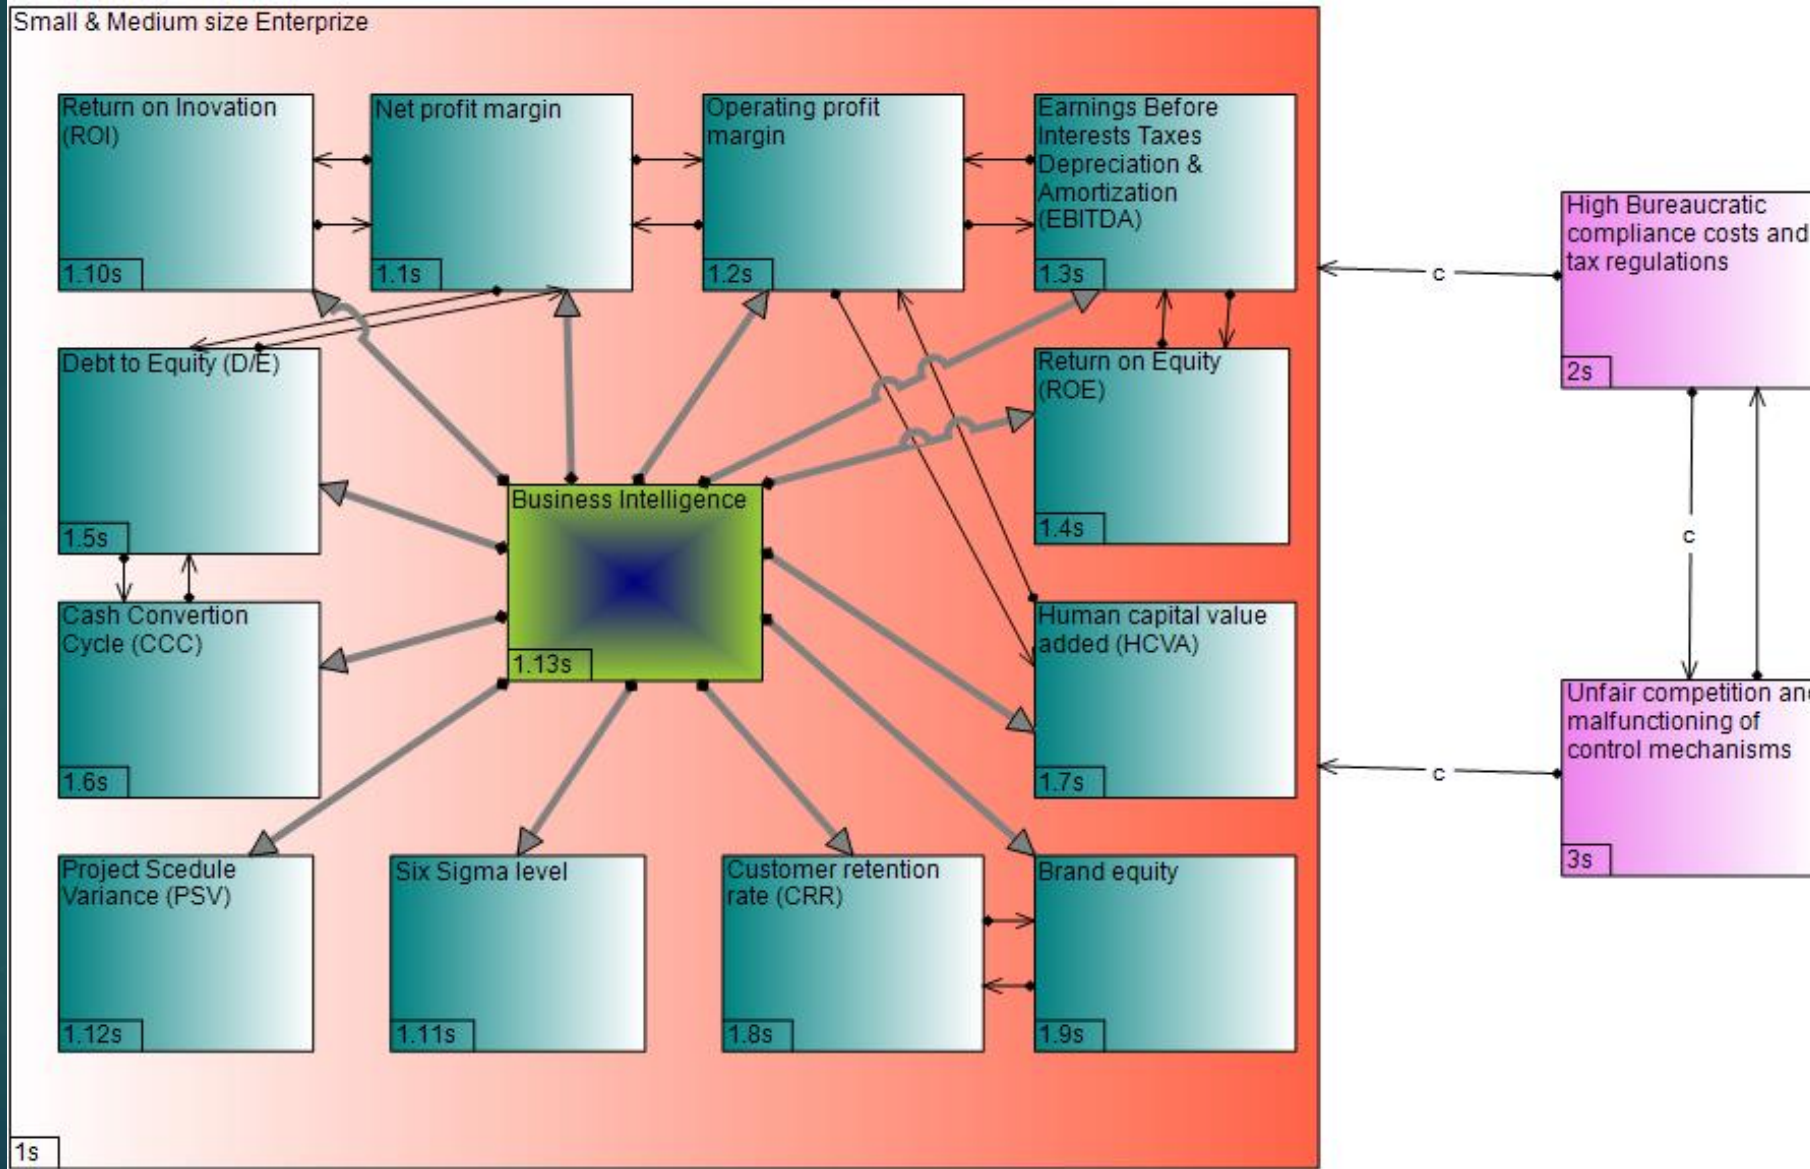 Small & Medium size Enterprize
Return on Inovation
(ROI)
1.10s
Net profit margin
1.1s
Operating profit
margin
1.2s
Earnings Before
Interests Taxes
Depreciation &
Amortization
(EBITDA)
1.3s
High Bureaucratic
compliance costs and
tax regulations
2s
c
Debt to Equity (D/E)
1.5s
Business Intelligence
1.13s
Return on Equity
(ROE)
1.4s
c
Cash Convertion
Cycle (CCC)
1.6s
Human capital value
added (HCVA)
1.7s
Unfair competition and
malfunctioning of
control mechanisms
3s
c
Project Scedule
Variance (PSV)
1.12s
Six Sigma level
1.11s
Customer retention
rate (CRR)
1.8s
Brand equity
1.9s
1s